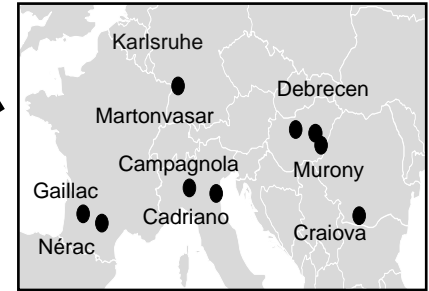 Karlsruhe
Debrecen
Martonvasar
Campagnola
Murony
Gaillac
Cadriano
Craiova
Nérac